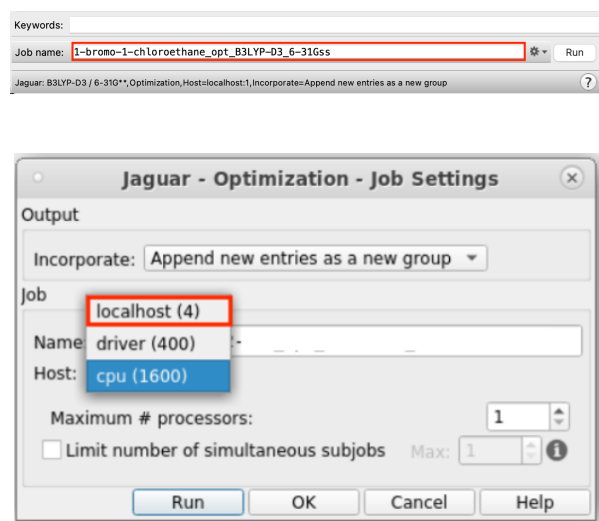 Keywords:
Job name: 1-bromo-1-chloroethane_opt_B3LYP-D3_6-31Gss Run
Jaguar: B3LYP-D3 / 6-31G**, Optimization, Host=localhost:1, Incorporate=Append new entries as a new group ?
Jaguar - Optimization - Job Settings
Output
Incorporate: Append new entries as a new group
Job
localhost (4)
Name driver (400)
Host: cpu (1600)
Maximum # processors: 1
Limit number of simultaneous subjobs Max: 1
Run OK Cancel Help